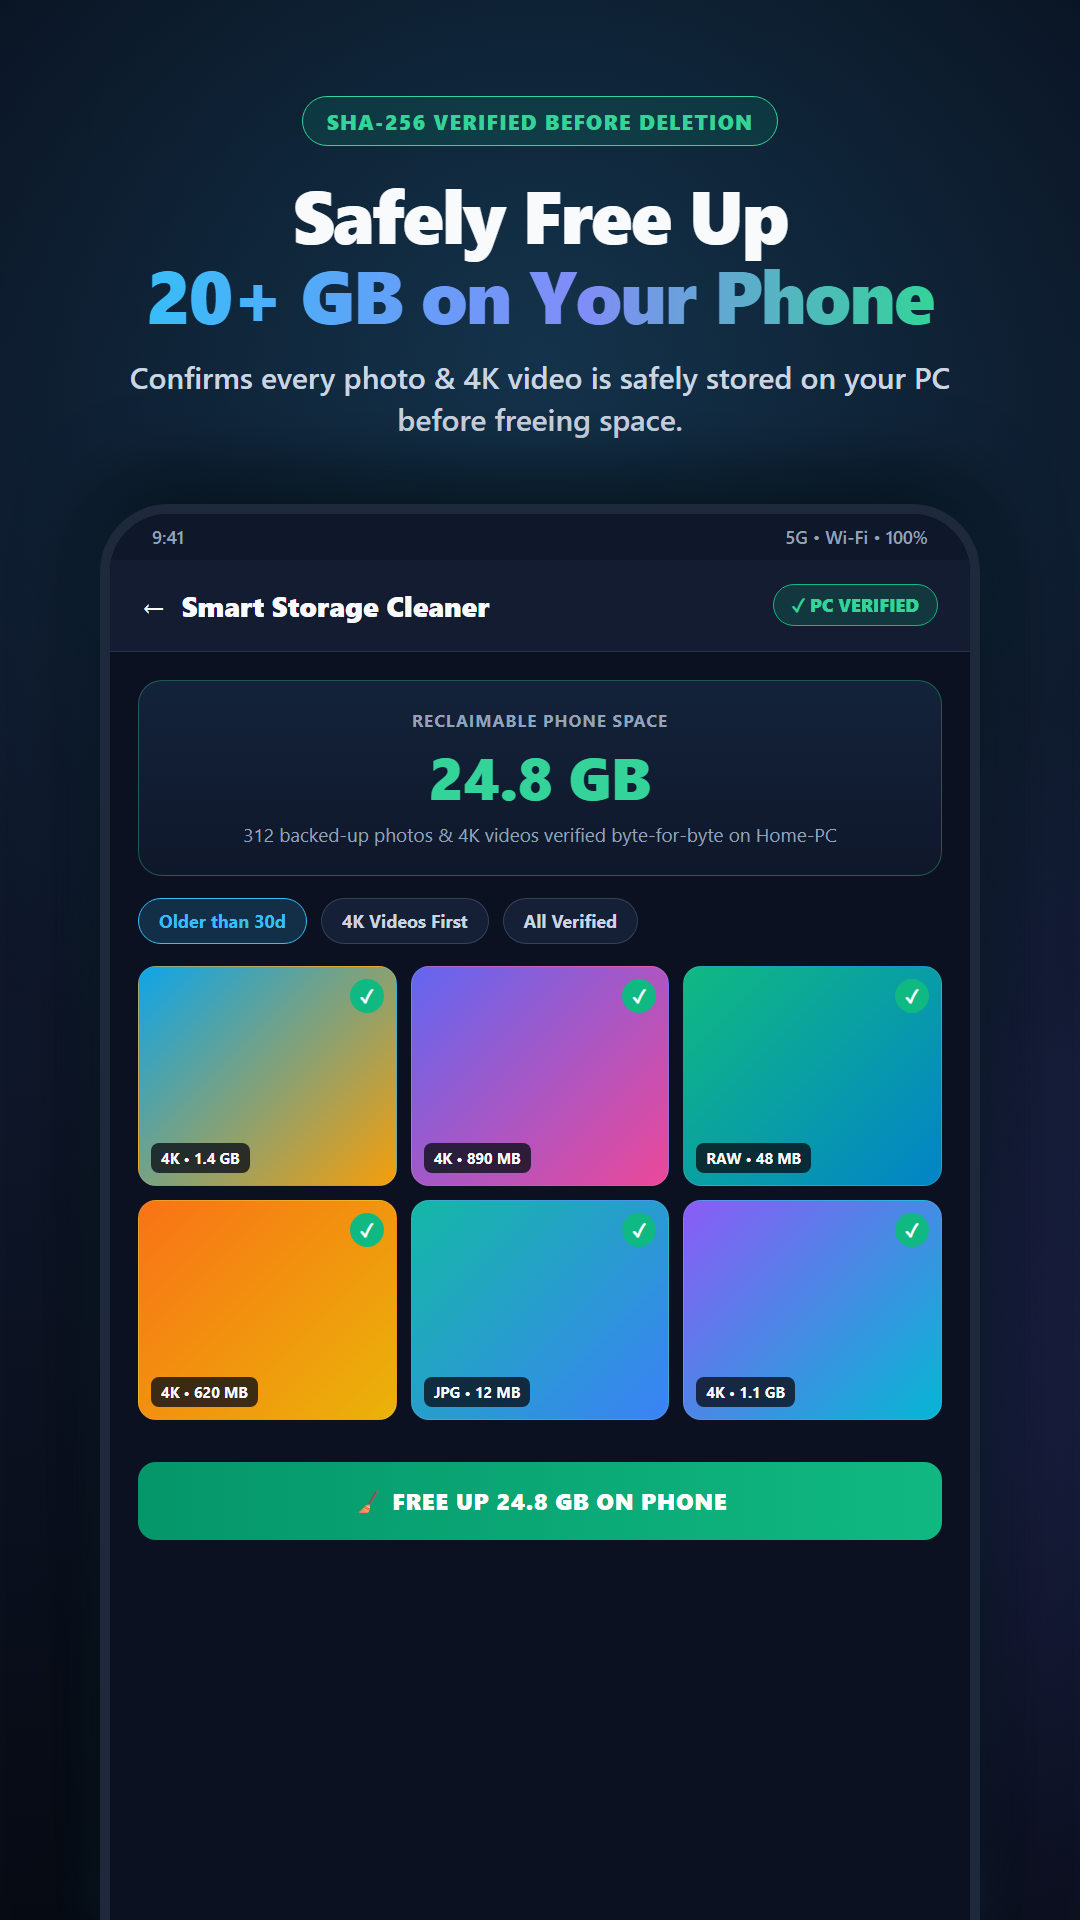 SHA-256 VERIFIED BEFORE DELETION
Safely Free Up
20+ GB on Your Phone
Confirms every photo & 4K video is safely stored on your PC
before freeing space.
9:41
5G • Wi-Fi • 100%
← Smart Storage Cleaner
✓ PC VERIFIED
RECLAIMABLE PHONE SPACE
24.8 GB
312 backed-up photos & 4K videos verified byte-for-byte on Home-PC
Older than 30d
4K Videos First
All Verified
✓
✓
✓
4K • 1.4 GB
4K • 890 MB
RAW • 48 MB
✓
✓
✓
4K • 620 MB
JPG • 12 MB
4K • 1.1 GB
🧹 FREE UP 24.8 GB ON PHONE